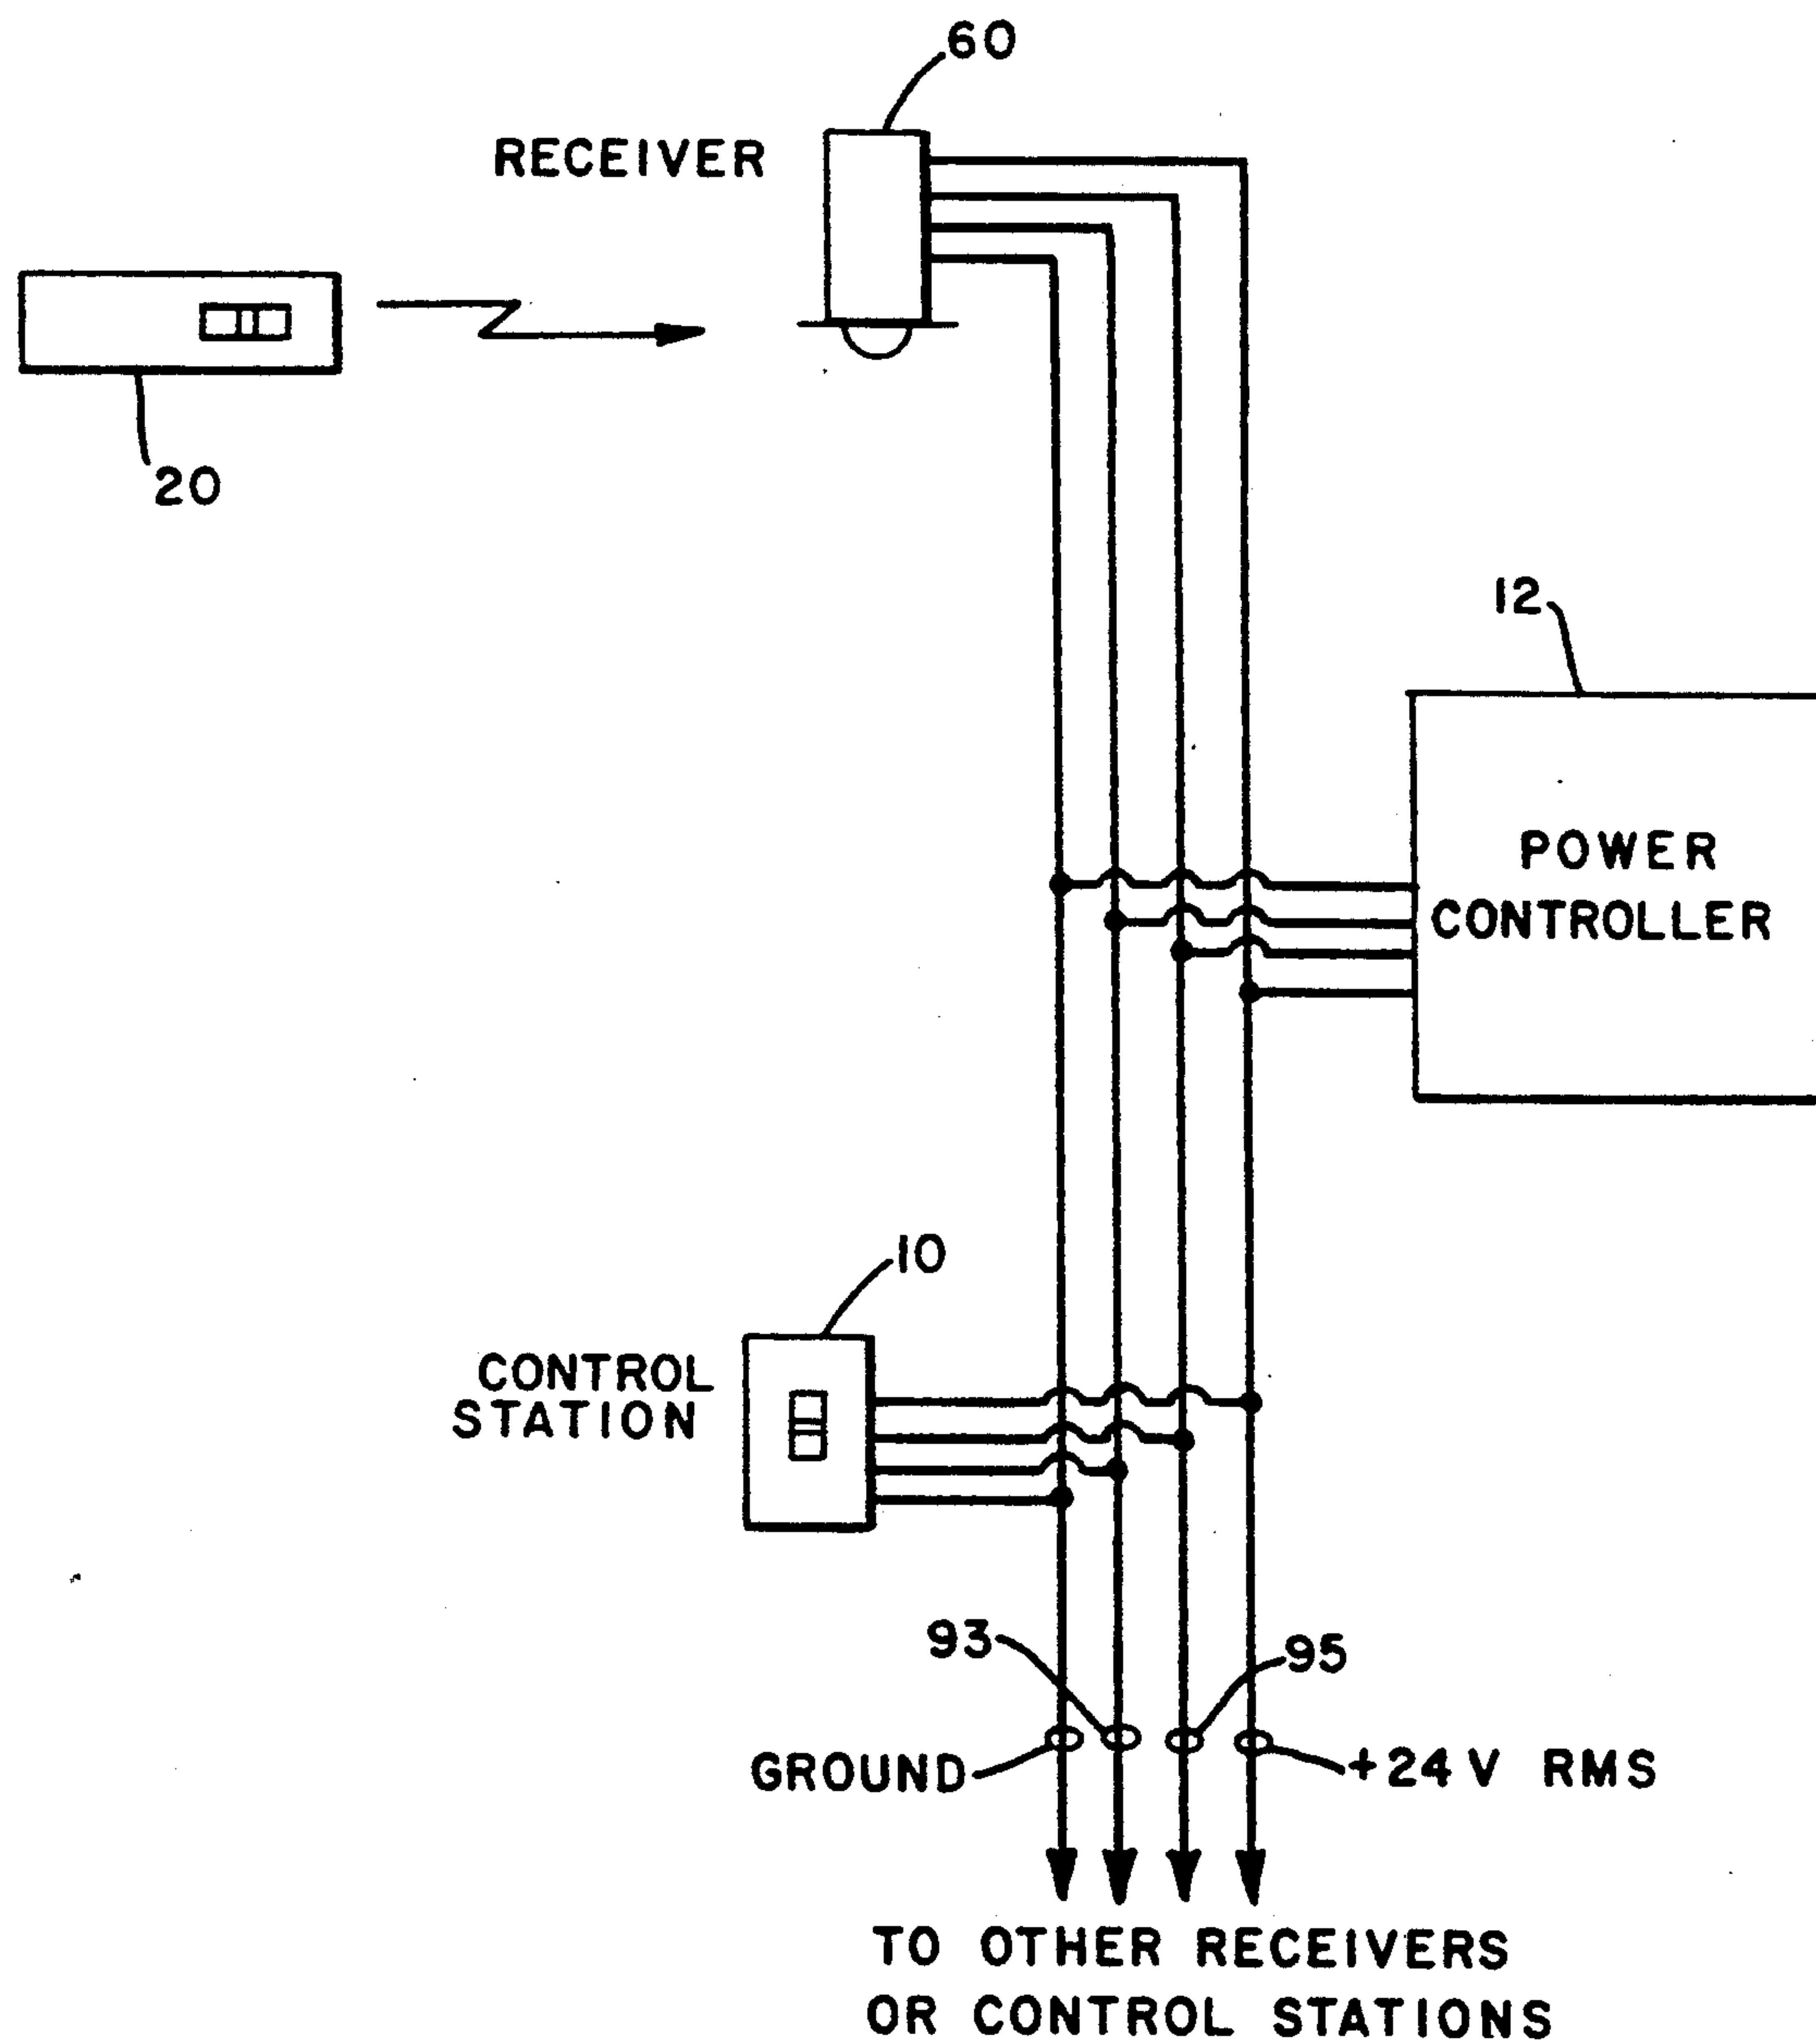 60
RECEIVER
20
12
POWER
CONTROLLER
10
CONTROL
STATION
93
95
GROUND
+24V RMS
TO OTHER RECEIVERS
OR CONTROL STATIONS